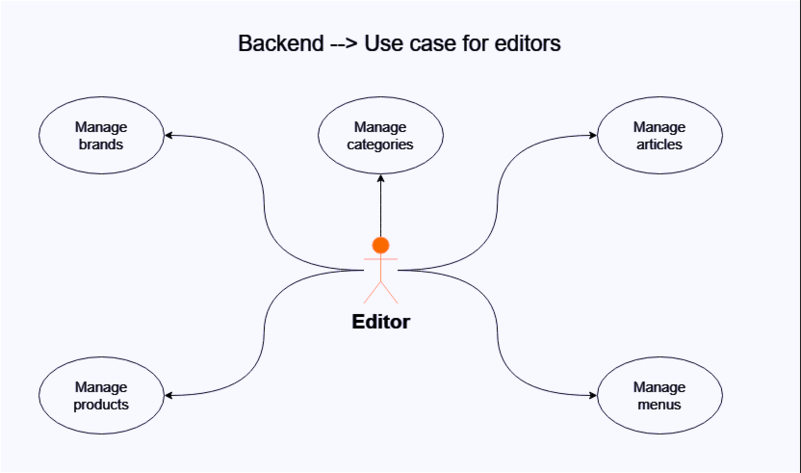 Backend --> Use case for editors
Manage
brands
Manage
categories
Manage
articles
Editor
Manage
products
Manage
menus